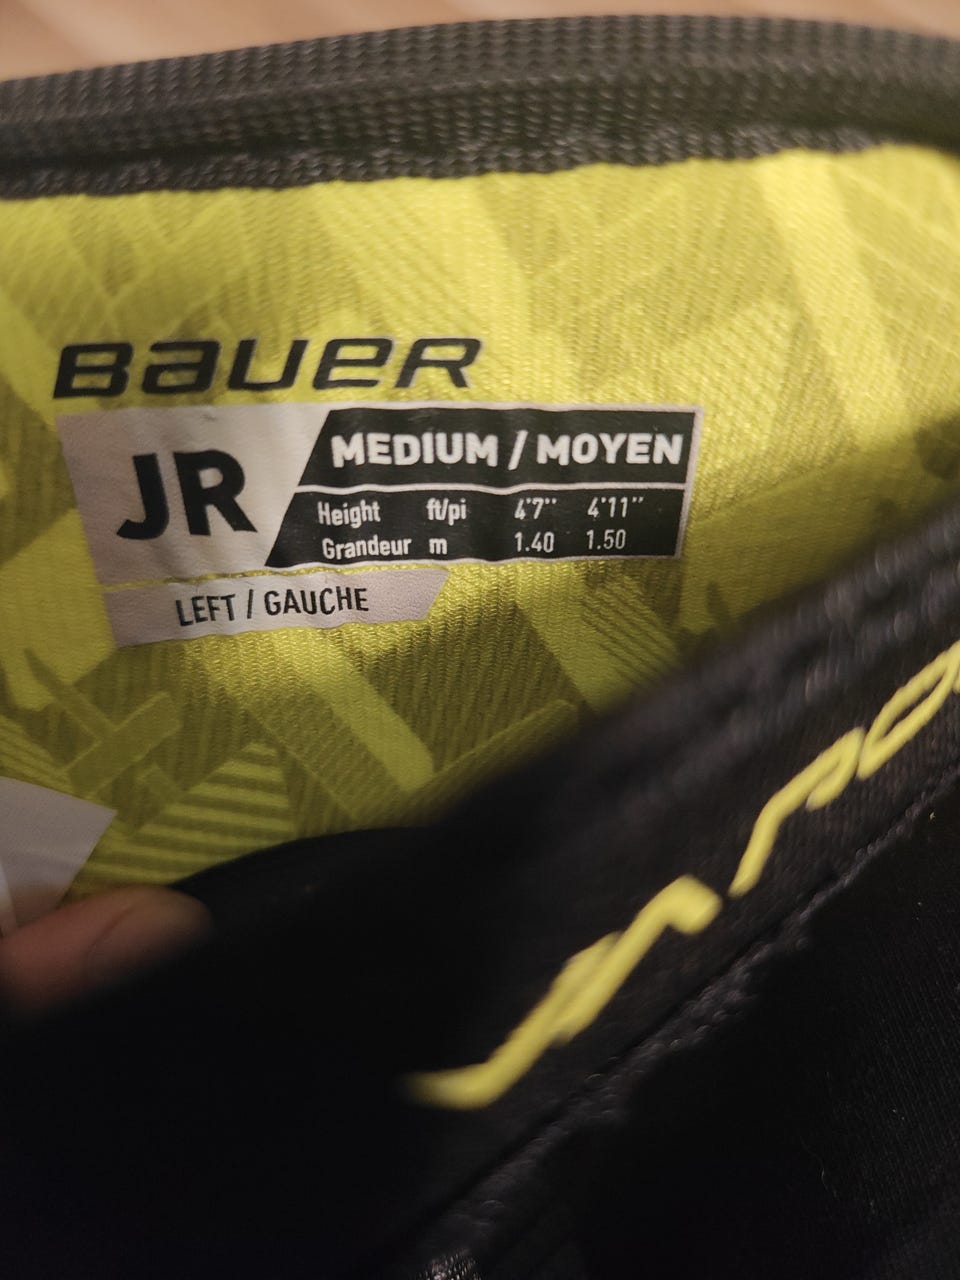 BAUER
JR
MEDIUM / MOYEN
Height ft/pi 4'7'' 4'11''
Grandeur m 1.40 1.50
LEFT / GAUCHE